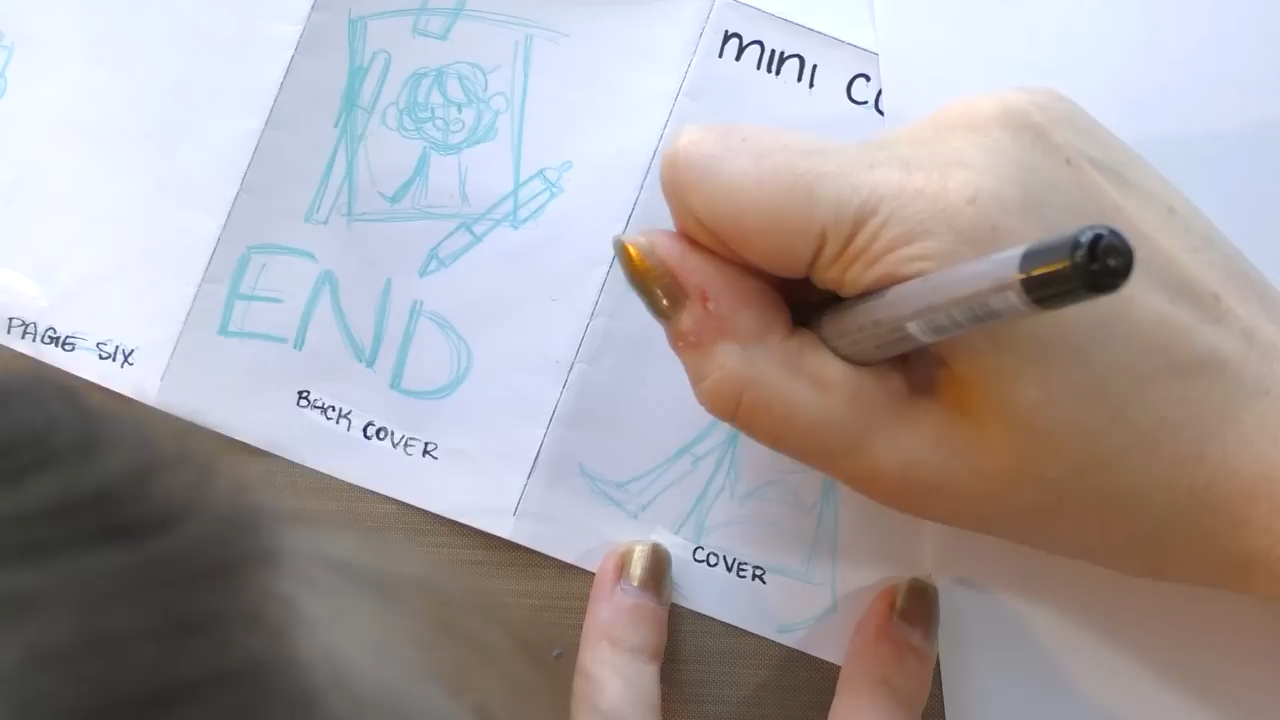 PAGE SIX
END
BACK COVER
MINI
COVER